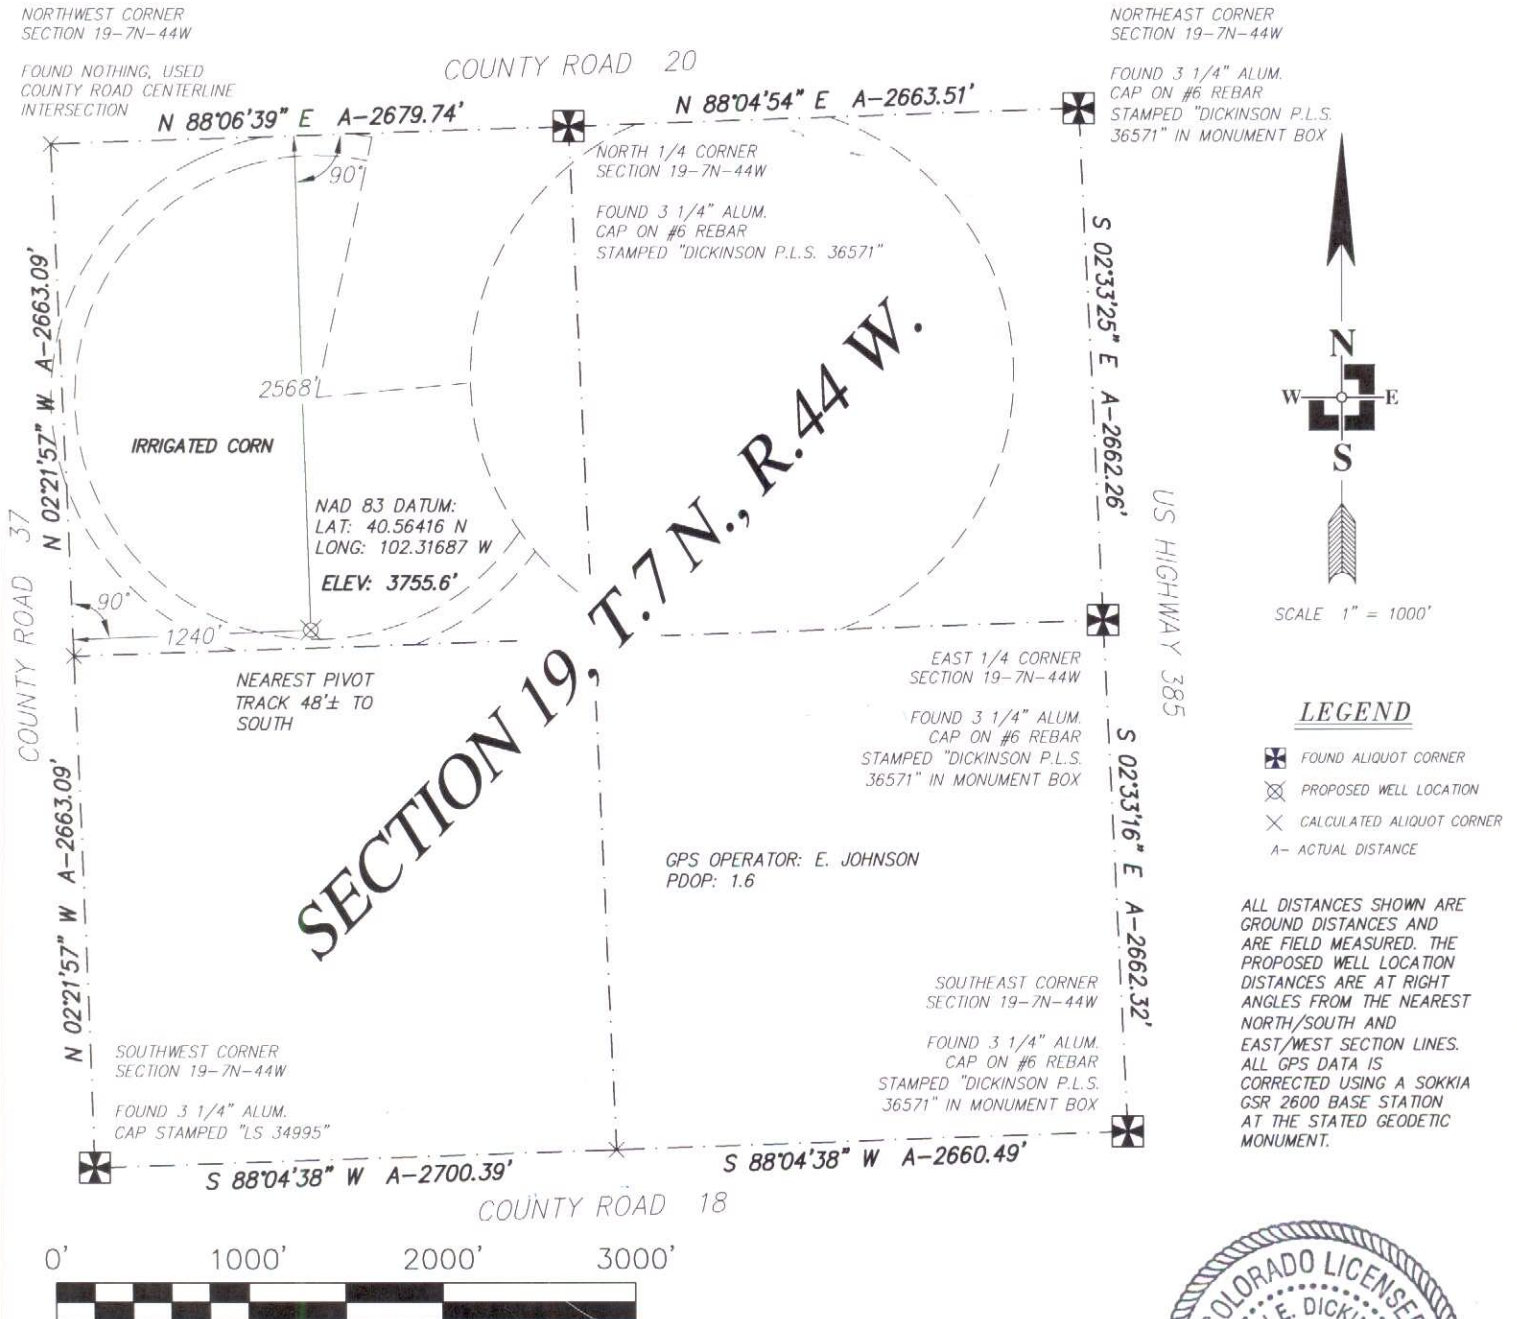 NORTHWEST CORNER
SECTION 19-7N-44W
FOUND NOTHING, USED
COUNTY ROAD CENTERLINE
INTERSECTION
COUNTY ROAD 20
NORTHEAST CORNER
SECTION 19-7N-44W
FOUND 3 1/4" ALUM.
CAP ON #6 REBAR
STAMPED "DICKINSON P.L.S.
36571" IN MONUMENT BOX
N 88°06'39" E A-2679.74'
N 88°04'54" E A-2663.51'
NORTH 1/4 CORNER
SECTION 19-7N-44W
FOUND 3 1/4" ALUM.
CAP ON #6 REBAR
STAMPED "DICKINSON P.L.S. 36571"
90°
N 02°21'57" W A-2663.09'
S 02°33'25" E A-2662.26'
2568'
IRRIGATED CORN
NAD 83 DATUM:
LAT: 40.56416 N
LONG: 102.31687 W
ELEV: 3755.6'
SECTION 19, T.7 N., R.44 W.
N
W E
S
SCALE 1" = 1000'
COUNTY ROAD 37
US HIGHWAY 385
90°
1240'
NEAREST PIVOT
TRACK 48'± TO
SOUTH
EAST 1/4 CORNER
SECTION 19-7N-44W
FOUND 3 1/4" ALUM.
CAP ON #6 REBAR
STAMPED "DICKINSON P.L.S.
36571" IN MONUMENT BOX
LEGEND
FOUND ALIQUOT CORNER
PROPOSED WELL LOCATION
CALCULATED ALIQUOT CORNER
A- ACTUAL DISTANCE
N 02°21'57" W A-2663.09'
S 02°33'16" E A-2662.32'
GPS OPERATOR: E. JOHNSON
PDOP: 1.6
ALL DISTANCES SHOWN ARE
GROUND DISTANCES AND
ARE FIELD MEASURED. THE
PROPOSED WELL LOCATION
DISTANCES ARE AT RIGHT
ANGLES FROM THE NEAREST
NORTH/SOUTH AND
EAST/WEST SECTION LINES.
ALL GPS DATA IS
CORRECTED USING A SOKKIA
GSR 2600 BASE STATION
AT THE STATED GEODETIC
MONUMENT.
SOUTHWEST CORNER
SECTION 19-7N-44W
FOUND 3 1/4" ALUM.
CAP STAMPED "LS 34995"
SOUTHEAST CORNER
SECTION 19-7N-44W
FOUND 3 1/4" ALUM.
CAP ON #6 REBAR
STAMPED "DICKINSON P.L.S.
36571" IN MONUMENT BOX
S 88°04'38" W A-2700.39'
S 88°04'38" W A-2660.49'
COUNTY ROAD 18
0' 1000' 2000' 3000'
COLORADO LICENSED
E. DICKI